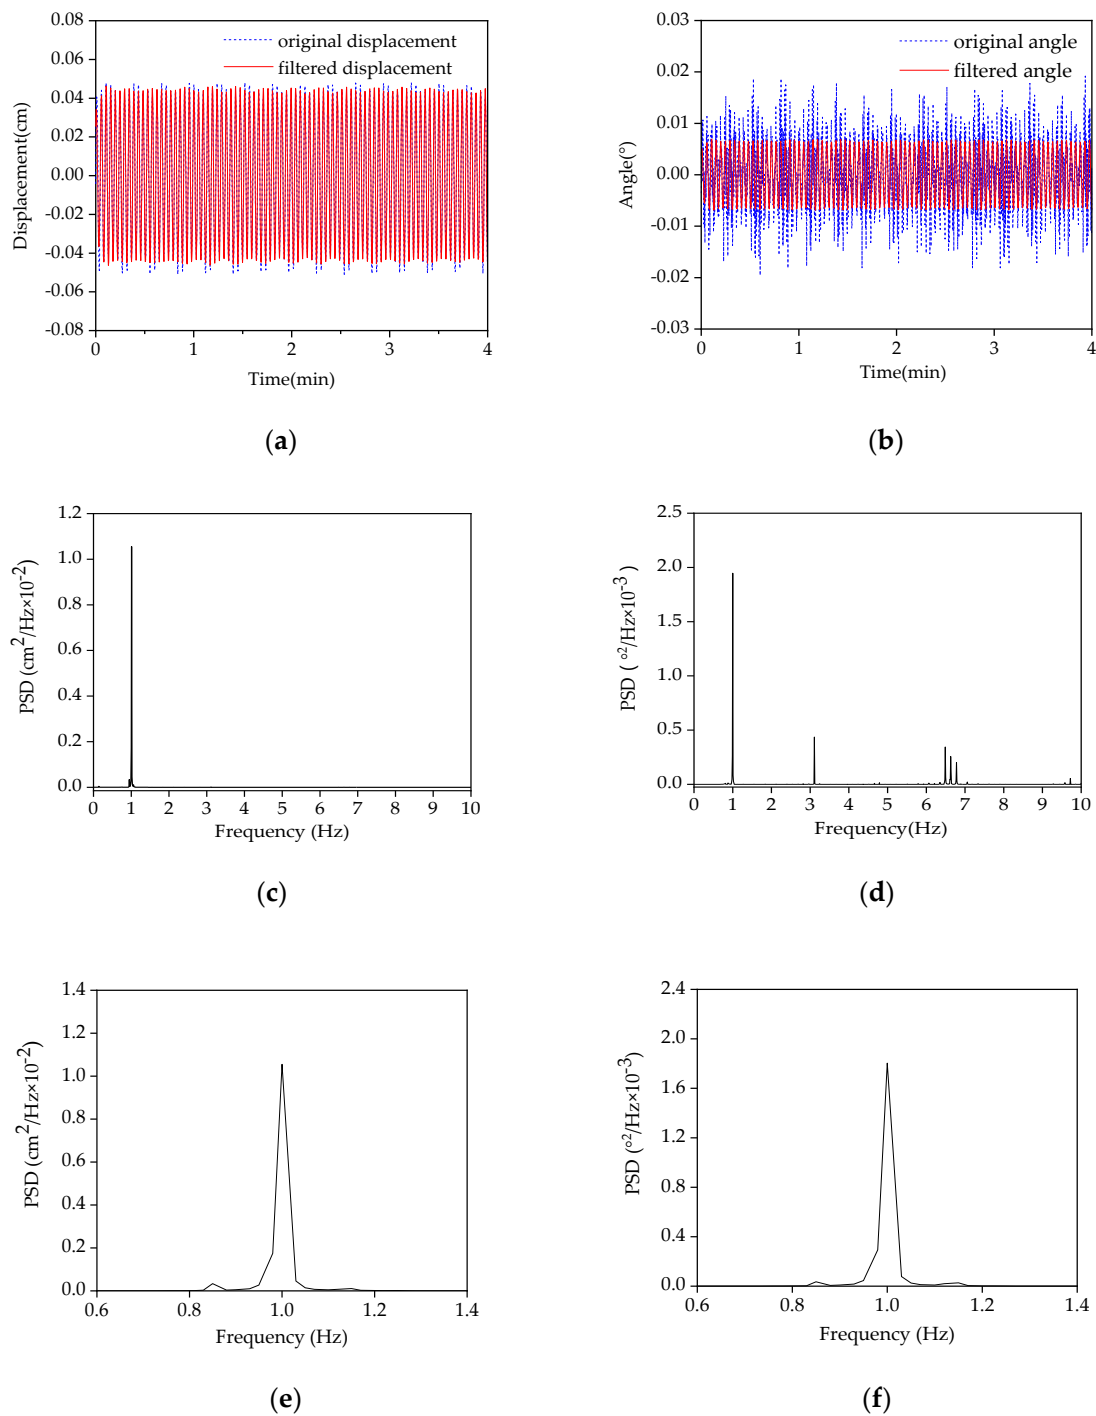 0.08
0.06
0.04
0.02
0.00
-0.02
-0.04
-0.06
-0.08
Displacement(cm)
original displacement
filtered displacement
0 1 2 3 4
Time(min)
(a)
0.03
0.02
0.01
0.00
-0.01
-0.02
-0.03
Angle(°)
original angle
filtered angle
0 1 2 3 4
Time(min)
(b)
1.2
1.0
0.8
0.6
0.4
0.2
0.0
PSD (cm²/Hz×10⁻²)
0 1 2 3 4 5 6 7 8 9 10
Frequency (Hz)
(c)
2.5
2.0
1.5
1.0
0.5
0.0
PSD ( °²/Hz×10⁻³ )
0 1 2 3 4 5 6 7 8 9 10
Frequency(Hz)
(d)
1.4
1.2
1.0
0.8
0.6
0.4
0.2
0.0
PSD (cm²/Hz×10⁻²)
0.6 0.8 1.0 1.2 1.4
Frequency (Hz)
(e)
2.4
2.0
1.6
1.2
0.8
0.4
0.0
PSD (°²/Hz×10⁻³)
0.6 0.8 1.0 1.2 1.4
Frequency (Hz)
(f)